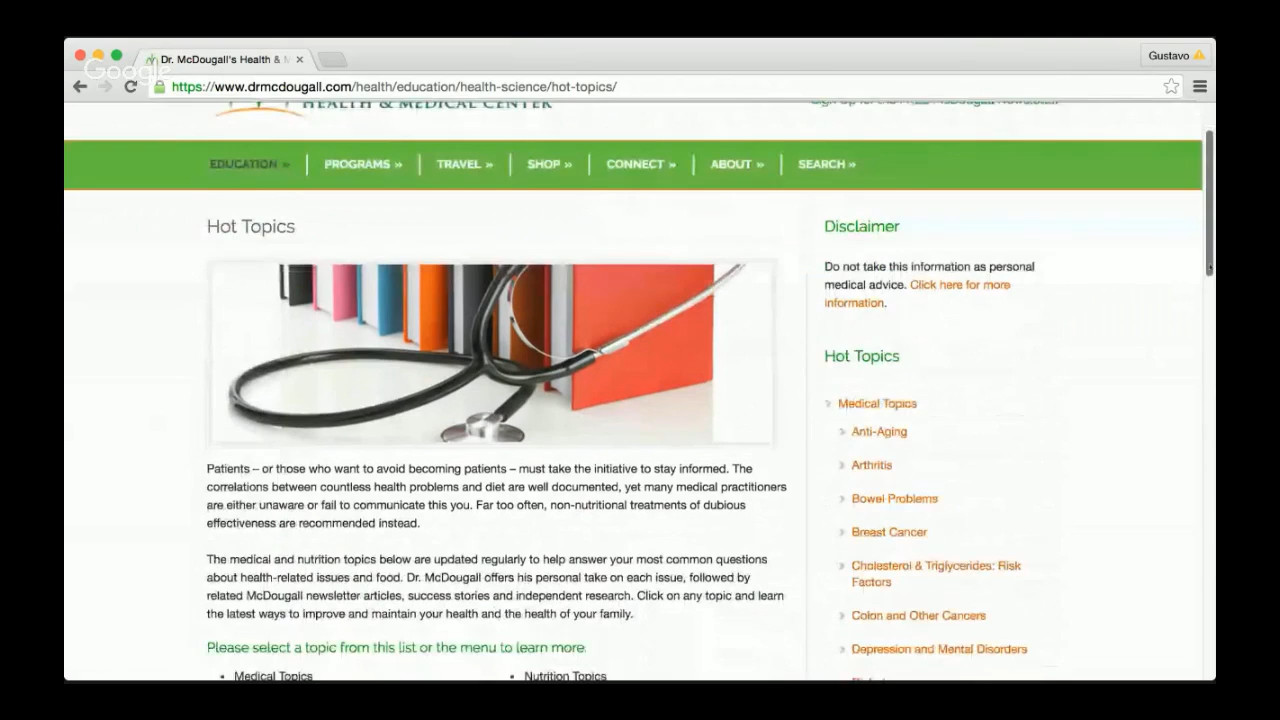 Dr. McDougall's Health & M
Gustavo
Google
https://www.drmcdougall.com/health/education/health-science/hot-topics/
HEALTH & MEDICAL CENTER
EDUCATION »
PROGRAMS »
TRAVEL »
SHOP »
CONNECT »
ABOUT »
SEARCH »
Hot Topics
Patients – or those who want to avoid becoming patients – must take the initiative to stay informed. The
correlations between countless health problems and diet are well documented, yet many medical practitioners
are either unaware or fail to communicate this you. Far too often, non-nutritional treatments of dubious
effectiveness are recommended instead.
The medical and nutrition topics below are updated regularly to help answer your most common questions
about health-related issues and food. Dr. McDougall offers his personal take on each issue, followed by
related McDougall newsletter articles, success stories and independent research. Click on any topic and learn
the latest ways to improve and maintain your health and the health of your family.
Please select a topic from this list or the menu to learn more.
• Medical Topics
• Nutrition Topics
Disclaimer
Do not take this information as personal
medical advice. Click here for more
information.
Hot Topics
Medical Topics
Anti-Aging
Arthritis
Bowel Problems
Breast Cancer
Cholesterol & Triglycerides: Risk
Factors
Colon and Other Cancers
Depression and Mental Disorders